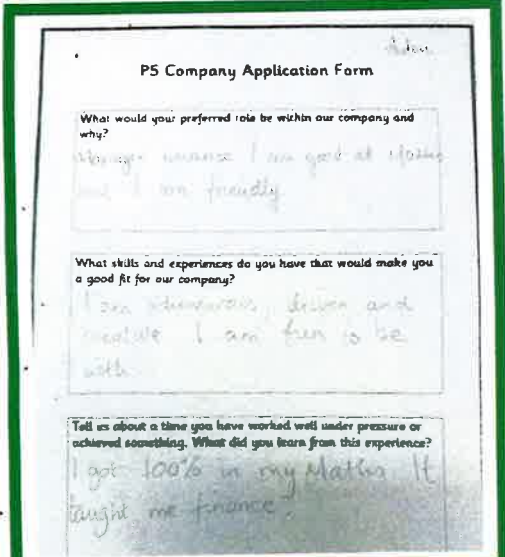 P5 Company Application Form
What would your preferred role be within our company and
why?
I am good at Maths
and I am friendly
What skills and experiences do you have that would make you
a good fit for our company?
I am driven and
creative I am fun to be
with
Tell us about a time you have worked well under pressure or
achieved something. What did you learn from this experience?
I got 100% in my Maths. It
taught me finance.